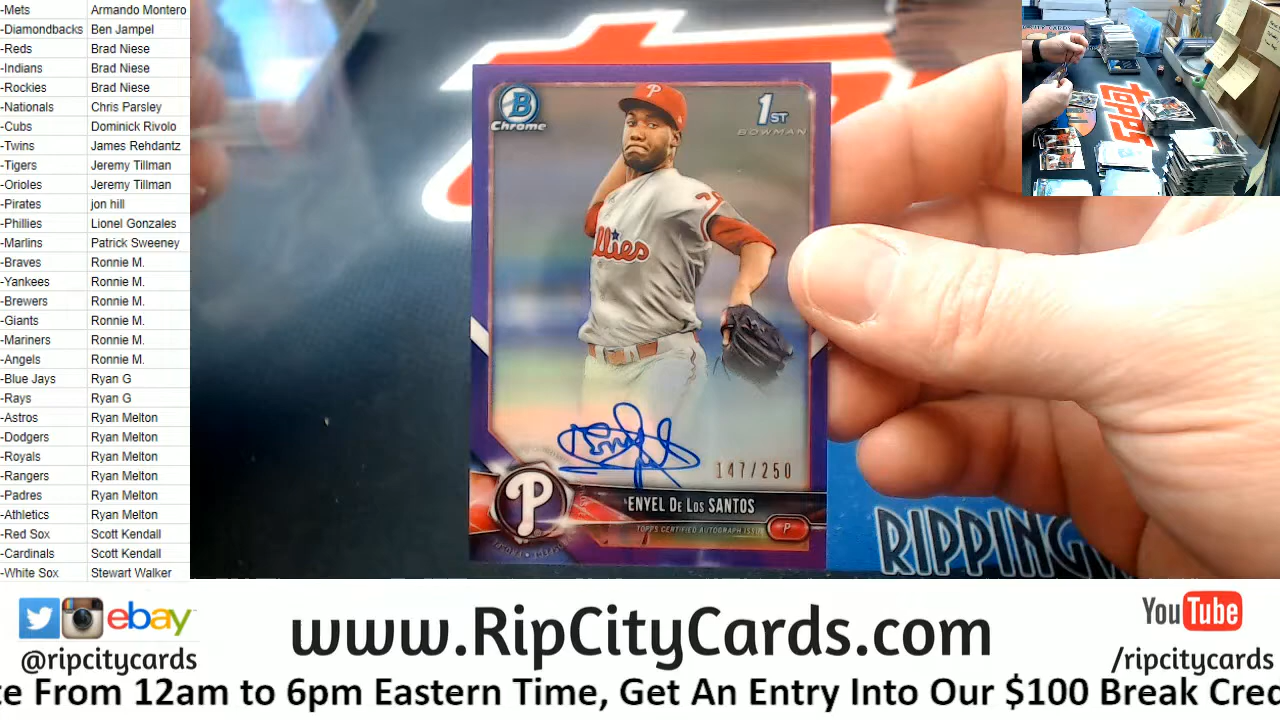 -Mets Armando Montero
-Diamondbacks Ben Jampel
-Reds Brad Niese
-Indians Brad Niese
-Rockies Brad Niese
-Nationals Chris Parsley
-Cubs Dominick Rivolo
-Twins James Rehdantz
-Tigers Jeremy Tillman
-Orioles Jeremy Tillman
-Pirates jon hill
-Phillies Lionel Gonzales
-Marlins Patrick Sweeney
-Braves Ronnie M.
-Yankees Ronnie M.
-Brewers Ronnie M.
-Giants Ronnie M.
-Mariners Ronnie M.
-Angels Ronnie M.
-Blue Jays Ryan G
-Rays Ryan G
-Astros Ryan Melton
-Dodgers Ryan Melton
-Royals Ryan Melton
-Rangers Ryan Melton
-Padres Ryan Melton
-Athletics Ryan Melton
-Red Sox Scott Kendall
-Cardinals Scott Kendall
-White Sox Stewart Walker
B
Chrome
1ST
BOWMAN
P
llies
147/250
P
ENYEL De Los SANTOS
TOPPS CERTIFIED AUTOGRAPH ISSUE
P
topps
RIPPING
ebay
@ripcitycards
www.RipCityCards.com
YouTube
/ripcitycards
e From 12am to 6pm Eastern Time, Get An Entry Into Our $100 Break Cred